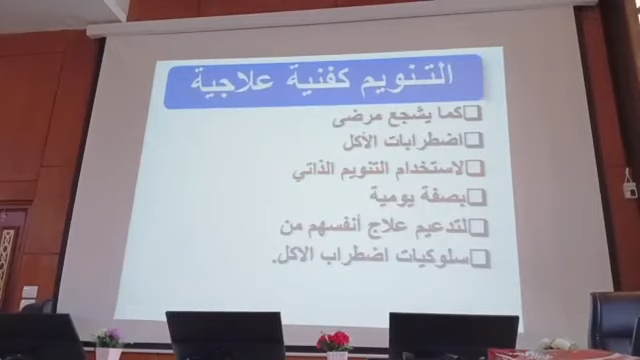 التنويم كفنية علاجية
❑كما يشجع مرضى
❑اضطرابات الأكل
❑لاستخدام التنويم الذاتي
❑بصفة يومية
❑لتدعيم علاج أنفسهم من
❑سلوكيات اضطراب الاكل.